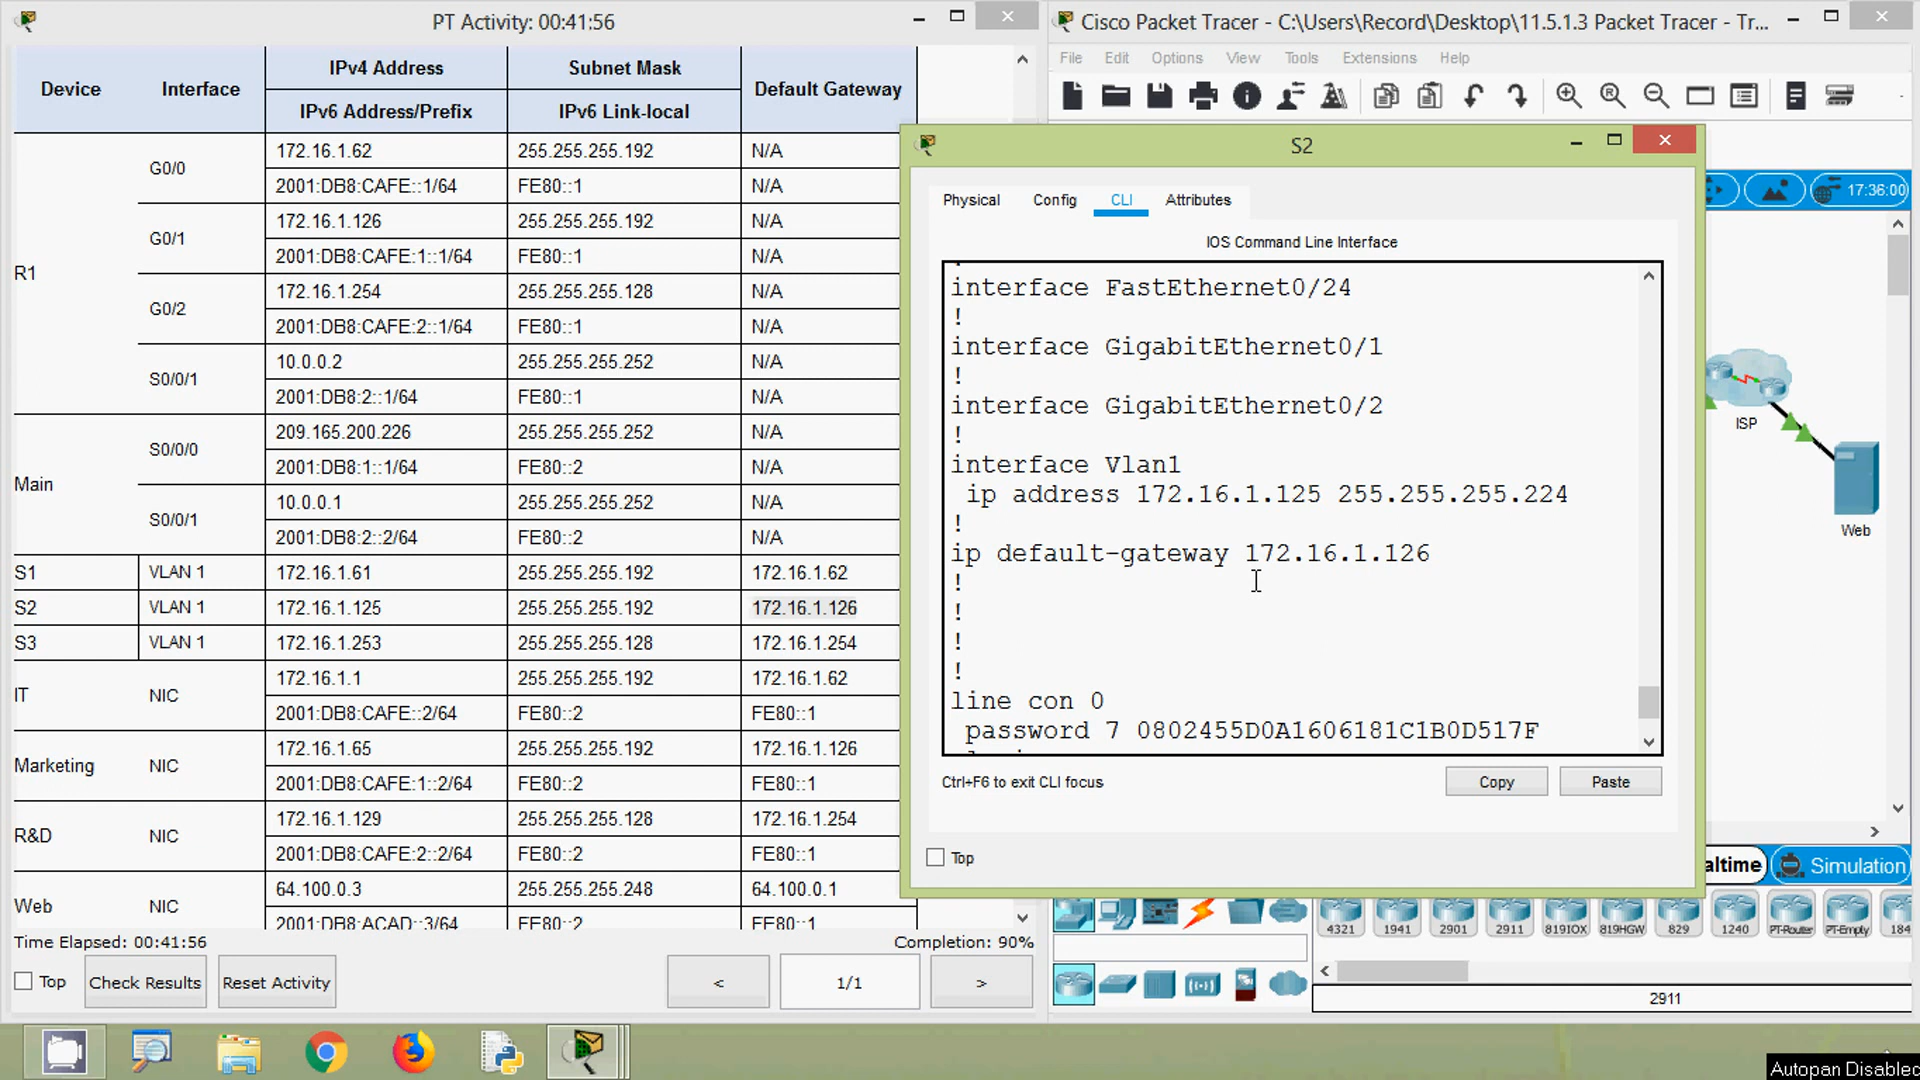 PT Activity: 00:41:56
Device Interface IPv4 Address Subnet Mask Default Gateway
IPv6 Address/Prefix IPv6 Link-local
R1 G0/0 172.16.1.62 255.255.255.192 N/A
2001:DB8:CAFE::1/64 FE80::1 N/A
G0/1 172.16.1.126 255.255.255.192 N/A
2001:DB8:CAFE:1::1/64 FE80::1 N/A
G0/2 172.16.1.254 255.255.255.128 N/A
2001:DB8:CAFE:2::1/64 FE80::1 N/A
S0/0/1 10.0.0.2 255.255.255.252 N/A
2001:DB8:2::1/64 FE80::1 N/A
Main S0/0/0 209.165.200.226 255.255.255.252 N/A
2001:DB8:1::1/64 FE80::2 N/A
S0/0/1 10.0.0.1 255.255.255.252 N/A
2001:DB8:2::2/64 FE80::2 N/A
S1 VLAN 1 172.16.1.61 255.255.255.192 172.16.1.62
S2 VLAN 1 172.16.1.125 255.255.255.192 172.16.1.126
S3 VLAN 1 172.16.1.253 255.255.255.128 172.16.1.254
IT NIC 172.16.1.1 255.255.255.192 172.16.1.62
2001:DB8:CAFE::2/64 FE80::2 FE80::1
Marketing NIC 172.16.1.65 255.255.255.192 172.16.1.126
2001:DB8:CAFE:1::2/64 FE80::2 FE80::1
R&D NIC 172.16.1.129 255.255.255.128 172.16.1.254
2001:DB8:CAFE:2::2/64 FE80::2 FE80::1
Web NIC 64.100.0.3 255.255.255.248 64.100.0.1
2001:DB8:ACAD::3/64 FE80::2 FE80::1
Time Elapsed: 00:41:56 Completion: 90%
Top Check Results Reset Activity < 1/1 >
Cisco Packet Tracer - C:\Users\Record\Desktop\11.5.1.3 Packet Tracer - Tr...
File Edit Options View Tools Extensions Help
17:36:00
ISP
Web
S2
Physical Config CLI Attributes
IOS Command Line Interface
interface FastEthernet0/24
!
interface GigabitEthernet0/1
!
interface GigabitEthernet0/2
!
interface Vlan1
ip address 172.16.1.125 255.255.255.224
!
ip default-gateway 172.16.1.126
!
!
!
!
line con 0
password 7 0802455D0A1606181C1B0D517F
Ctrl+F6 to exit CLI focus Copy Paste
Top
altime Simulation
4321 1941 2901 2911 819IOX 819HGW 829 1240 PT-Router PT-Empty 184
2911
Autopan Disabled